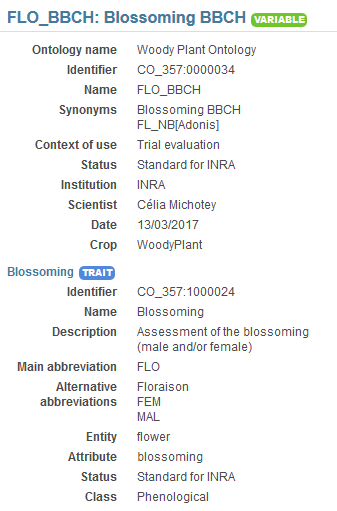 FLO_BBCH: Blossoming BBCH VARIABLE
Ontology name Woody Plant Ontology
Identifier CO_357:0000034
Name FLO_BBCH
Synonyms Blossoming BBCH
FL_NB[Adonis]
Context of use Trial evaluation
Status Standard for INRA
Institution INRA
Scientist Célia Michotey
Date 13/03/2017
Crop WoodyPlant
Blossoming TRAIT
Identifier CO_357:1000024
Name Blossoming
Description Assessment of the blossoming
(male and/or female)
Main abbreviation FLO
Alternative Floraison
abbreviations FEM
MAL
Entity flower
Attribute blossoming
Status Standard for INRA
Class Phenological